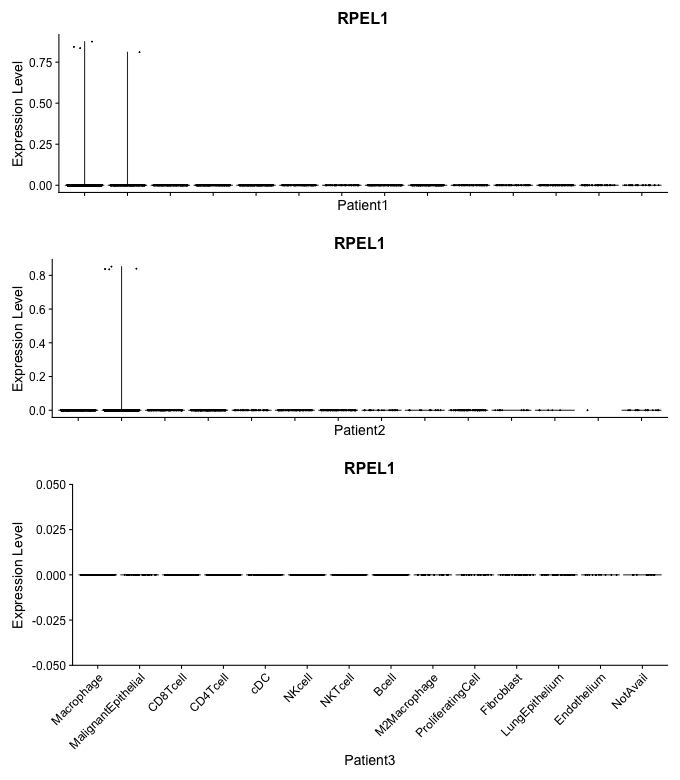 RPEL1
Expression Level
0.75
0.50
0.25
0.00
Patient1
RPEL1
Expression Level
0.8
0.6
0.4
0.2
0.0
Patient2
RPEL1
Expression Level
0.050
0.025
0.000
-0.025
-0.050
Macrophage
MalignantEpithelial
CD8Tcell
CD4Tcell
cDC
NKcell
NKTcell
Bcell
M2Macrophage
ProliferatingCell
Fibroblast
LungEpithelium
Endothelium
NotAvail
Patient3